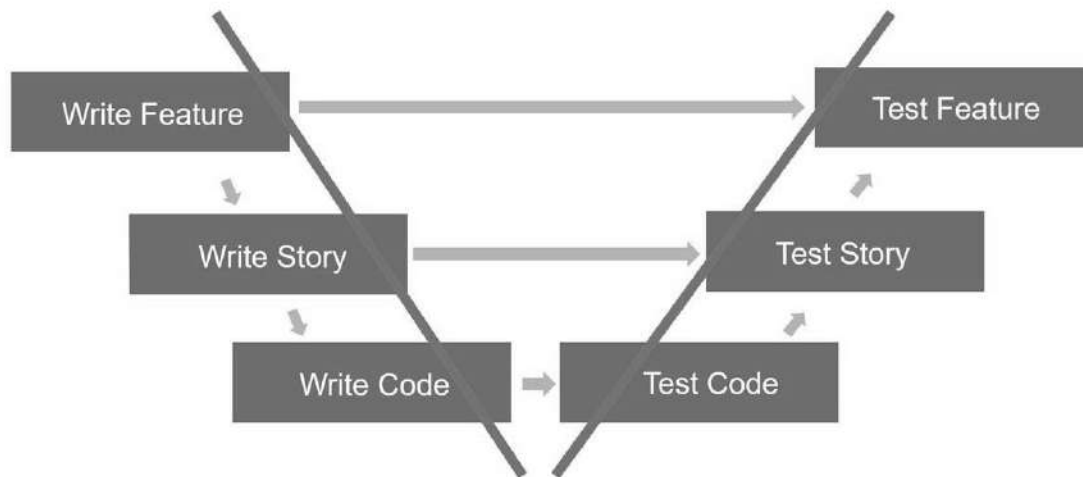 Write Feature
Test Feature
Write Story
Test Story
Write Code
Test Code